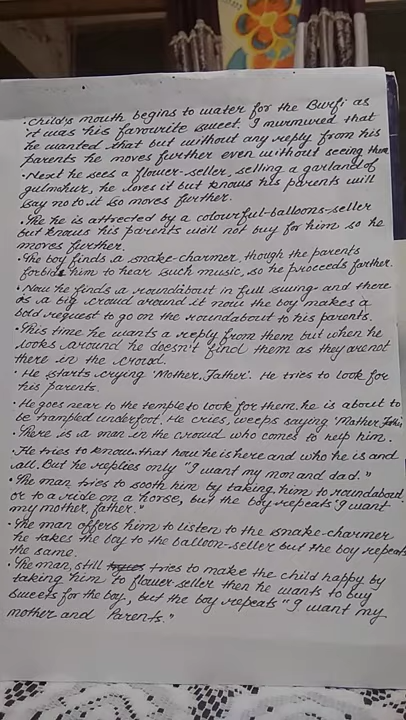 • Child's mouth begins to water for the Burfi as
it was his favourite sweet. I murmured that
he wanted that but without any reply from his
parents he moves further even without seeing them
• Next he sees a flower-seller, selling a garland of
gulmohur, he loves it but knows his parents will
say no to it so moves further.
• The he is attrected by a colourful-balloons-seller
but knows his parents will not buy for him so he
moves further.
• The boy finds a snake-charmer, though the parents
forbids him to hear such music, so he proceeds farther.
• Now he finds a roundabout in full swing and there
is a big croud around it now the boy makes a
bold request to go on the roundabout to his parents.
• This time he wants a reply from them but when he
looks around he doesn't find them as they are not
there in the croud.
• He starts crying 'Mother, Father'. He tries to look for
his parents.
• He goes near to the temple to look for them. he is about to
be trampled underfoot. He cries, weeps saying 'Mother
• There is a man in the croud who comes to help him.
• He tries to know that how he is here and who he is and
all. But he replies only "I want my mom and dad."
• The man tries to sooth him by taking him to roundabout
or to a ride on a horse, but the boy repeats "I want
my mother, father."
• The man offers him to listen to the snake-charmer
he takes the boy to the balloon-seller but the boy repeats
the same.
• The man, still tries to make the child happy by
taking him to flower seller then he wants to buy
sweets for the boy, but the boy repeats "I want my
mother and Parents."